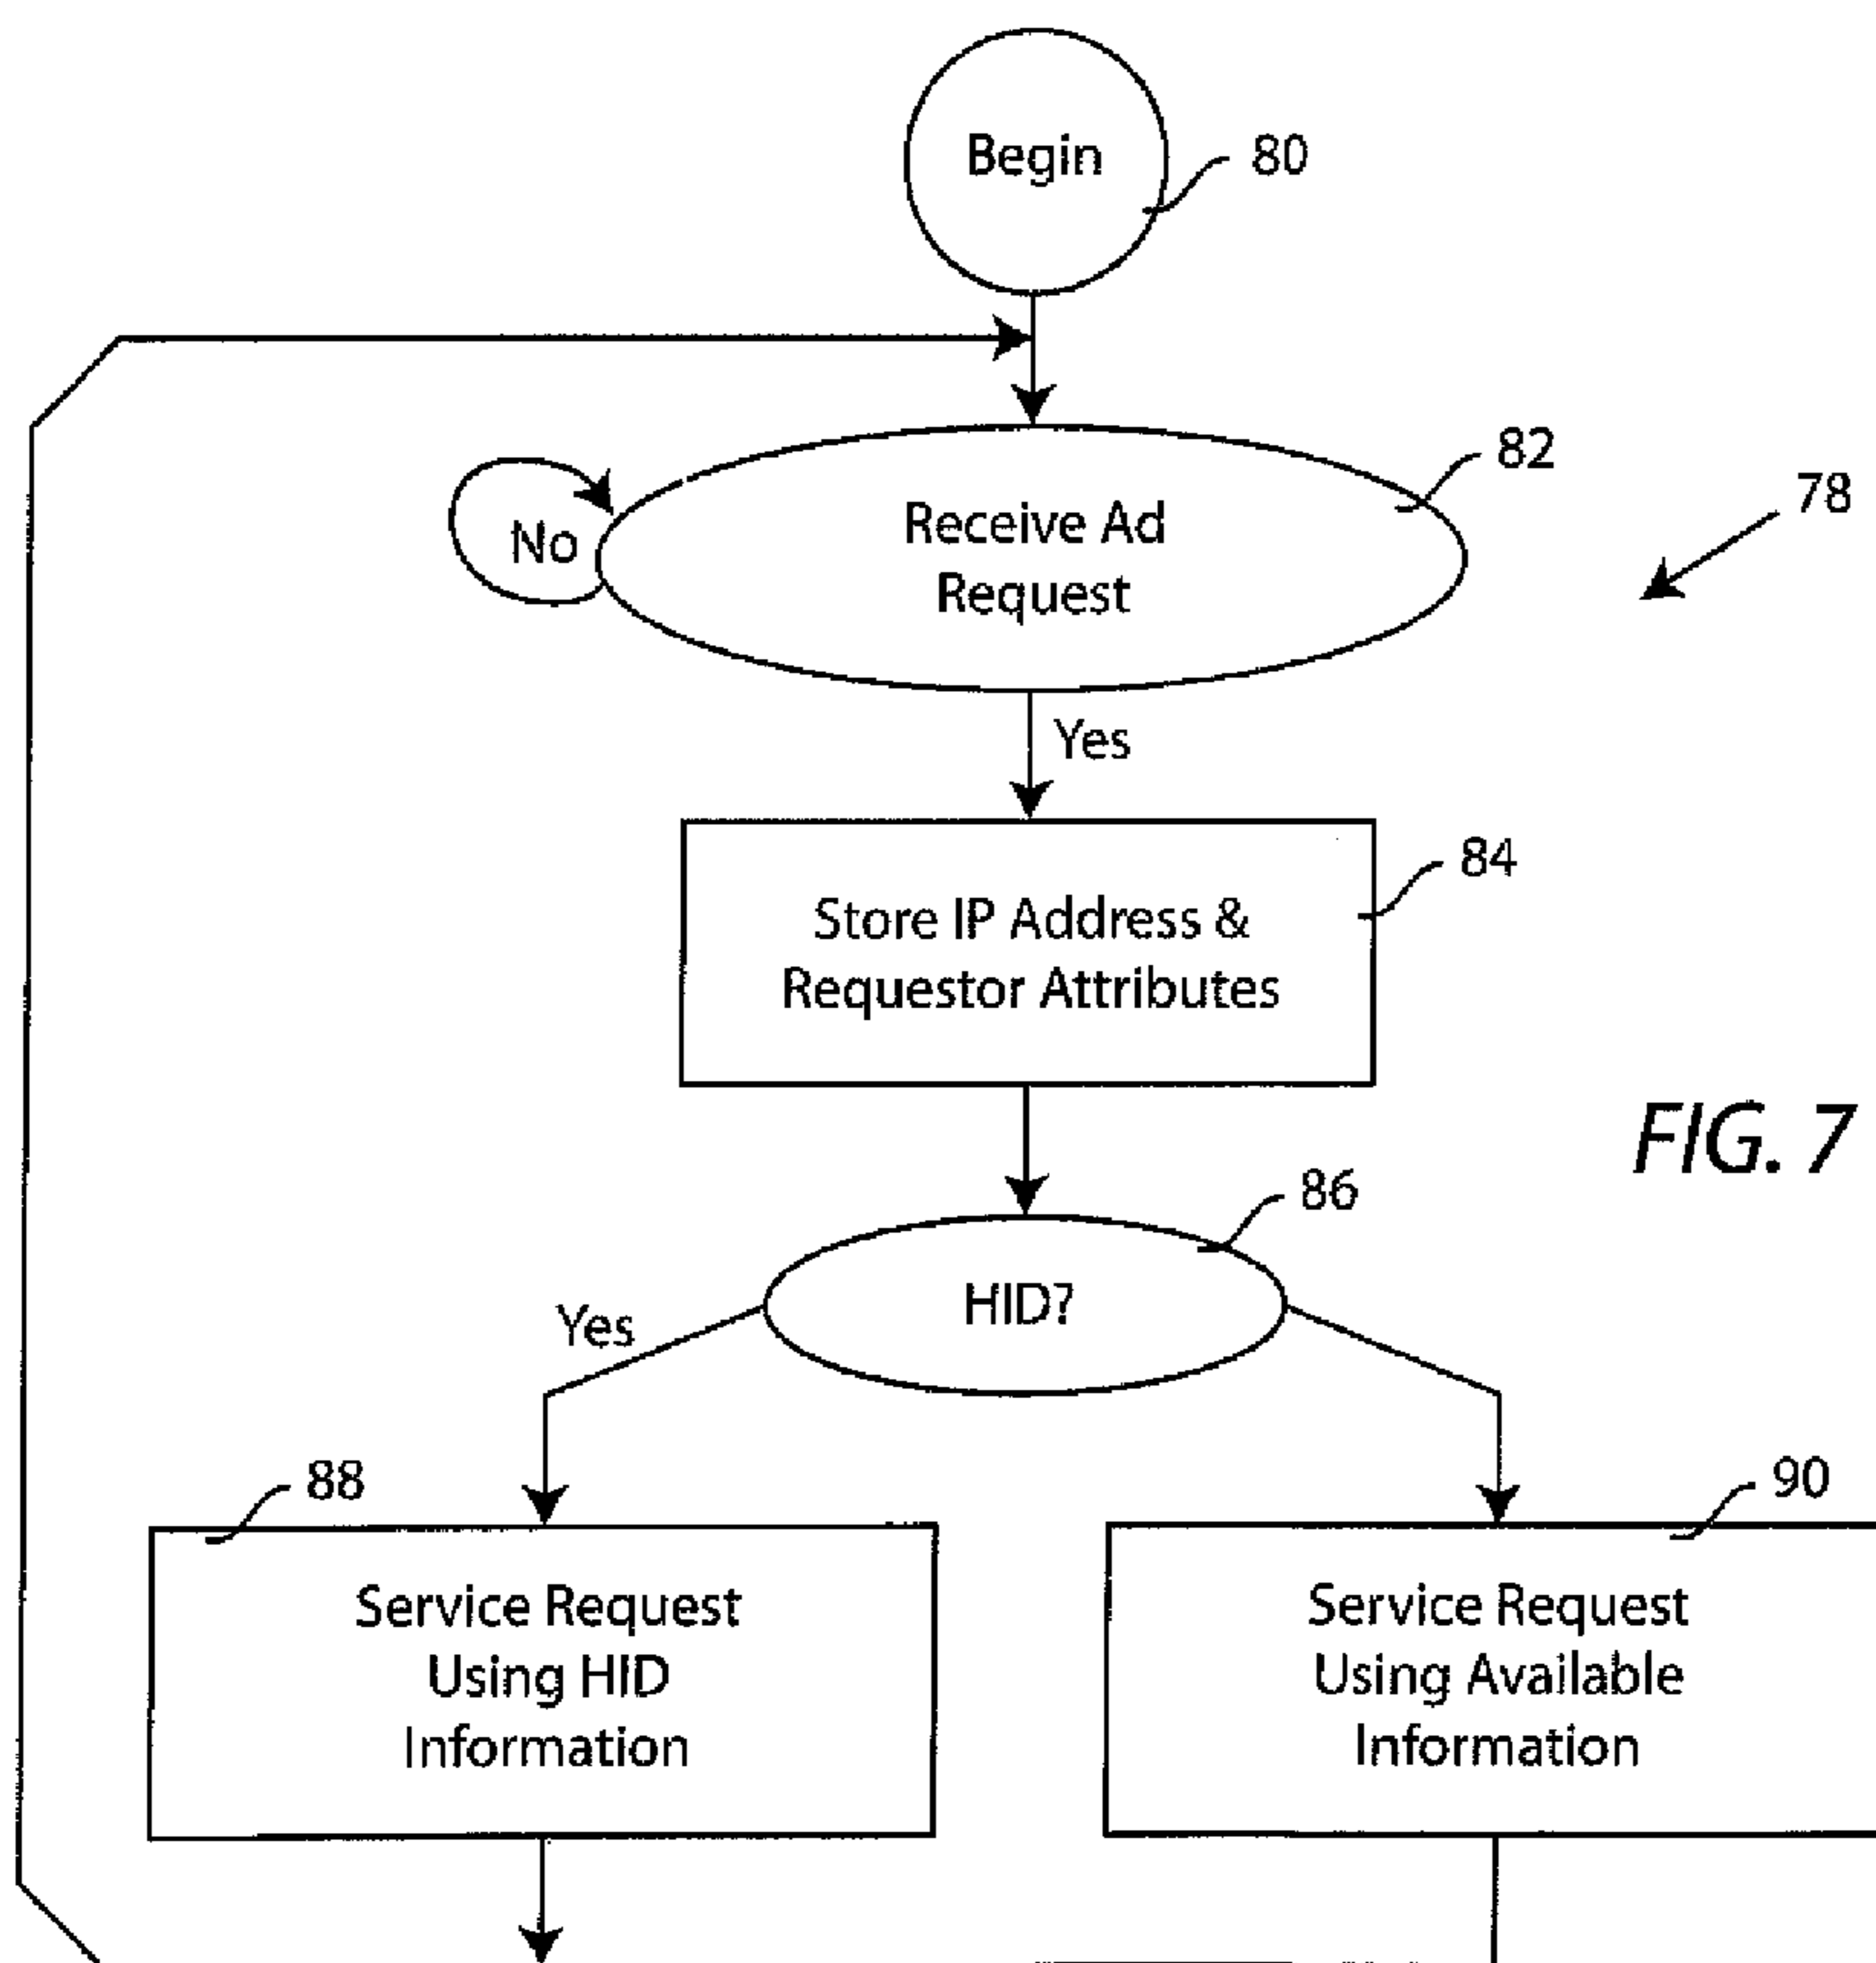 Begin
80
82
78
No
Receive Ad
Request
Yes
84
Store IP Address &
Requestor Attributes
FIG. 7
86
HID?
Yes
88
90
Service Request
Using HID
Information
Service Request
Using Available
Information